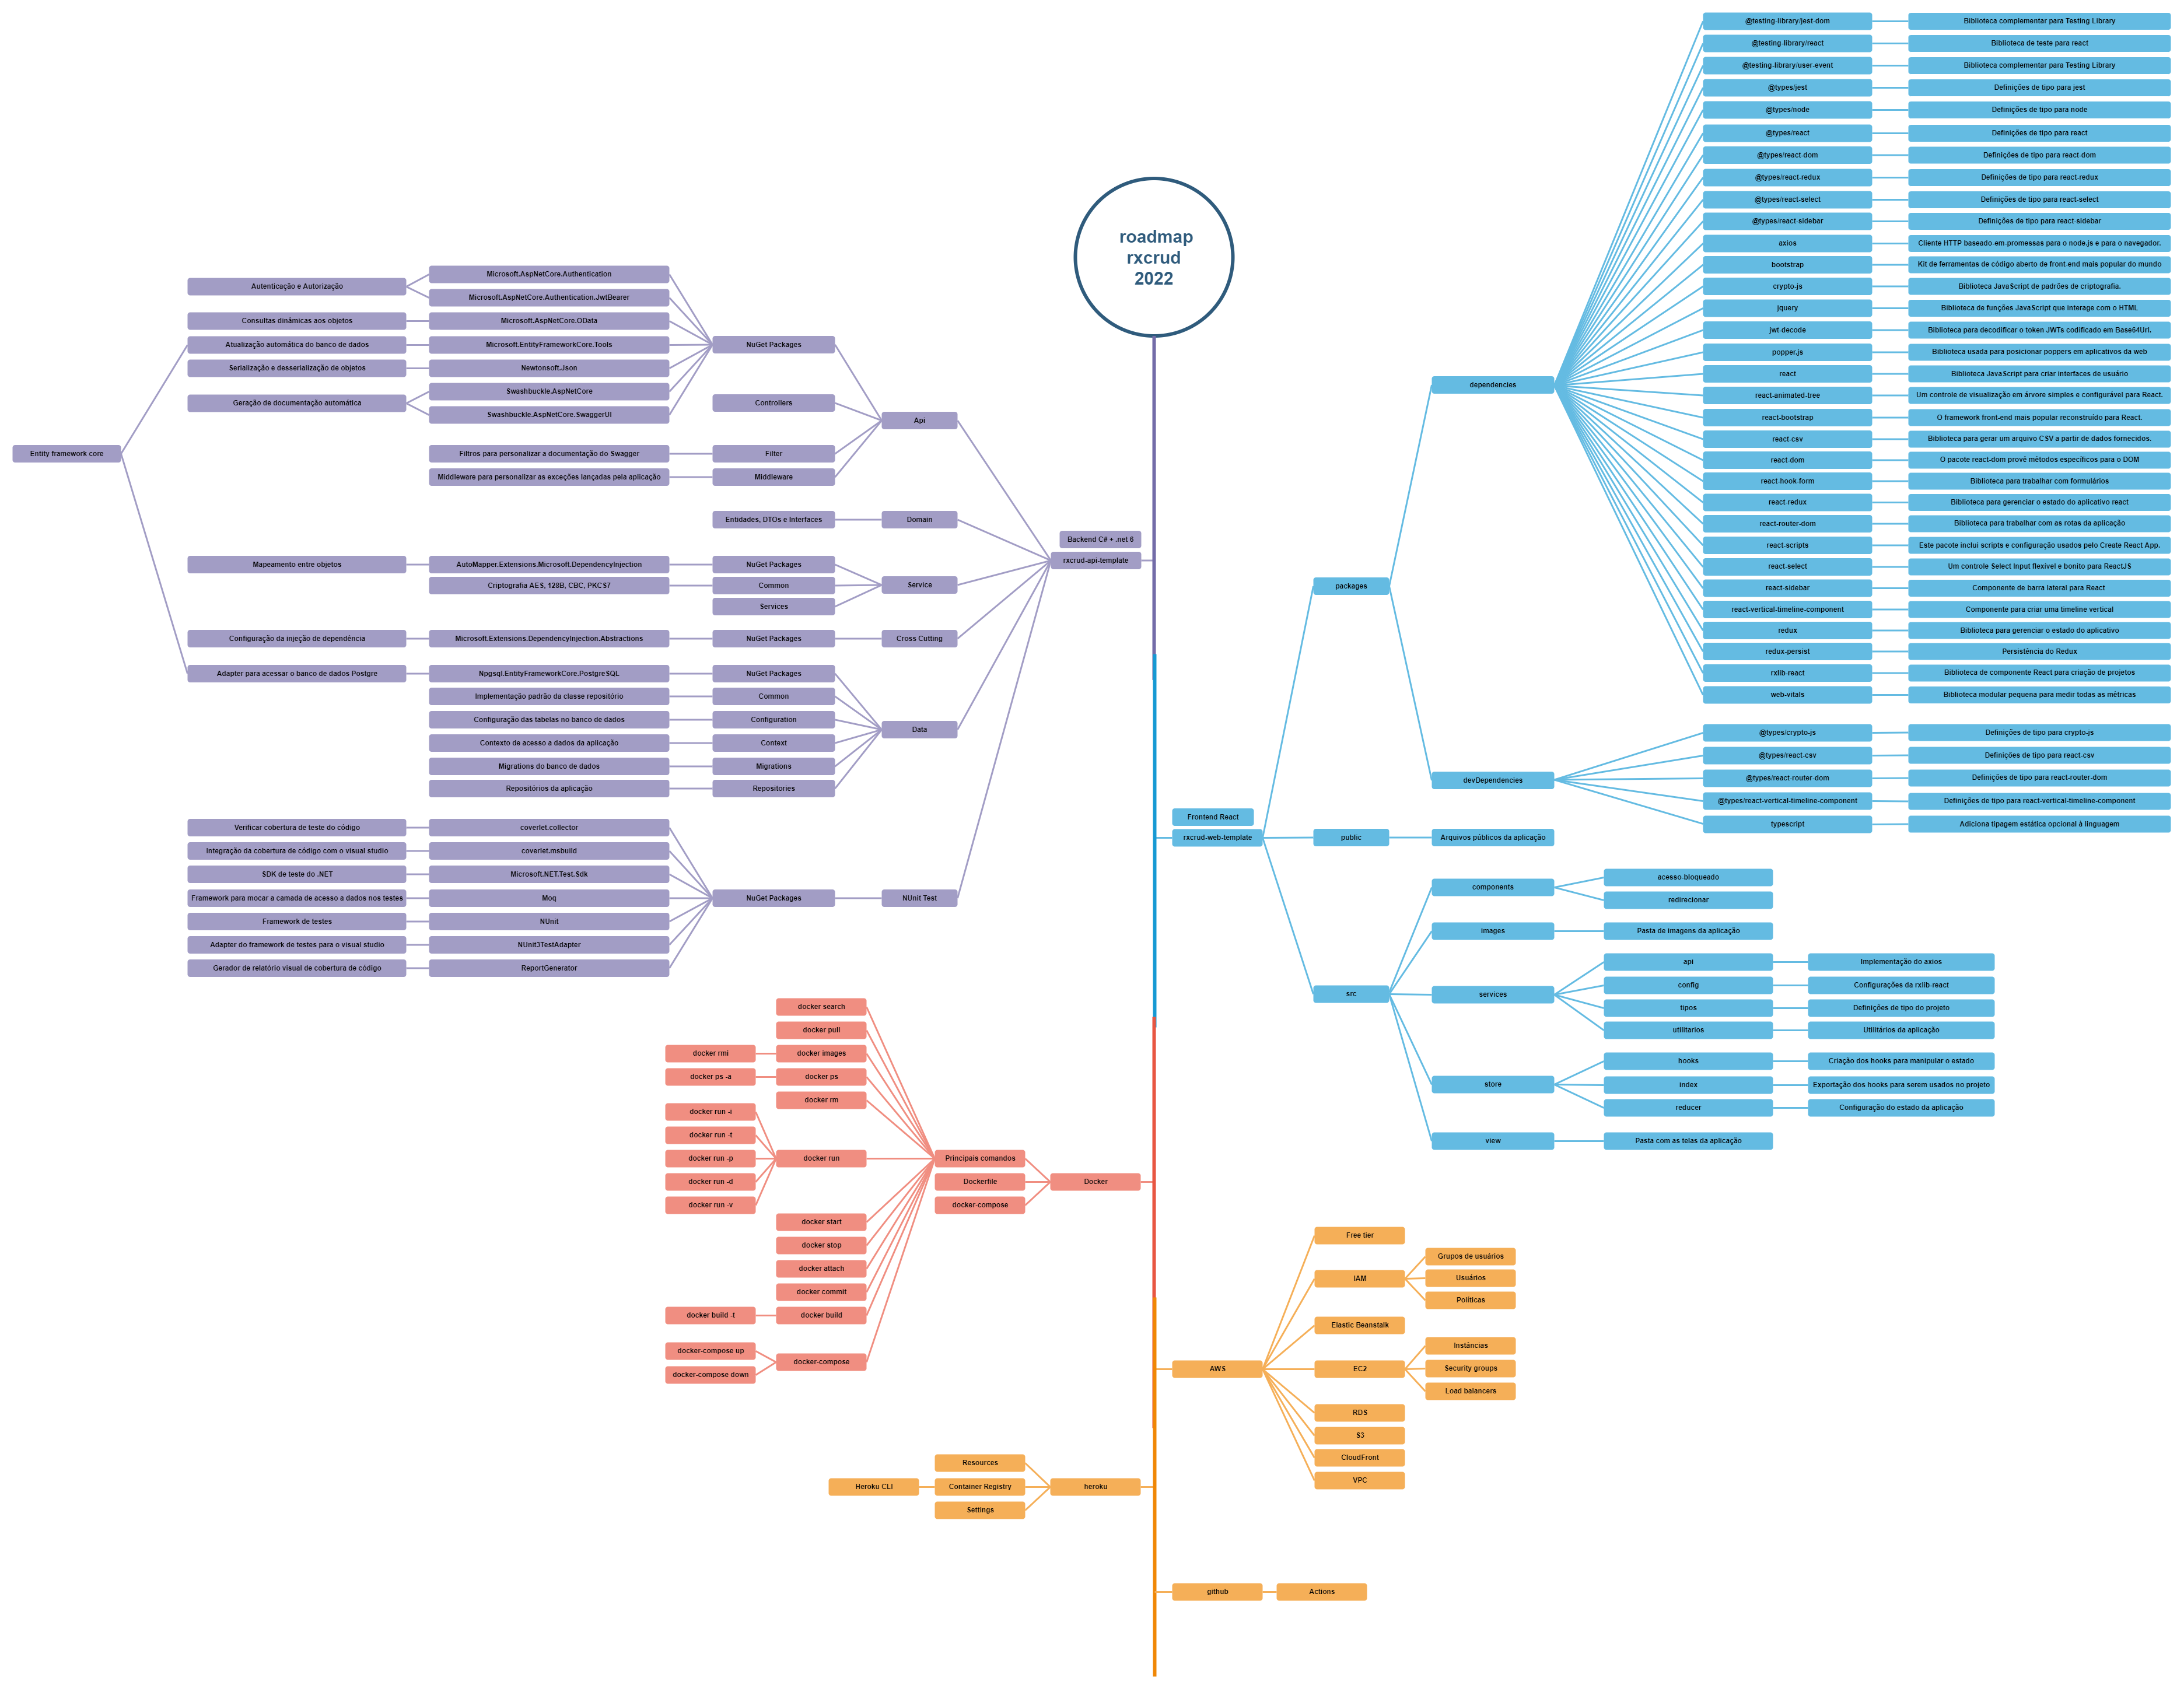 roadmap
rxcrud
2022
Backend C# + .net 6
rxcrud-api-template
Api
NuGet Packages
Microsoft.AspNetCore.Authentication
Microsoft.AspNetCore.Authentication.JwtBearer
Autenticação e Autorização
Microsoft.AspNetCore.OData
Consultas dinâmicas aos objetos
Microsoft.EntityFrameworkCore.Tools
Atualização automática do banco de dados
Entity framework core
Newtonsoft.Json
Serialização e desserialização de objetos
Swashbuckle.AspNetCore
Swashbuckle.AspNetCore.SwaggerUI
Geração de documentação automática
Controllers
Filter
Filtros para personalizar a documentação do Swagger
Middleware
Middleware para personalizar as exceções lançadas pela aplicação
Domain
Entidades, DTOs e Interfaces
Service
NuGet Packages
AutoMapper.Extensions.Microsoft.DependencyInjection
Mapeamento entre objetos
Common
Criptografia AES, 128B, CBC, PKCS7
Services
Cross Cutting
NuGet Packages
Microsoft.Extensions.DependencyInjection.Abstractions
Configuração da injeção de dependência
Data
NuGet Packages
Npgsql.EntityFrameworkCore.PostgreSQL
Adapter para acessar o banco de dados Postgre
Common
Implementação padrão da classe repositório
Configuration
Configuração das tabelas no banco de dados
Context
Contexto de acesso a dados da aplicação
Migrations
Migrations do banco de dados
Repositories
Repositórios da aplicação
NUnit Test
NuGet Packages
coverlet.collector
Verificar cobertura de teste do código
coverlet.msbuild
Integração da cobertura de código com o visual studio
Microsoft.NET.Test.Sdk
SDK de teste do .NET
Moq
Framework para mocar a camada de acesso a dados nos testes
NUnit
Framework de testes
NUnit3TestAdapter
Adapter do framework de testes para o visual studio
ReportGenerator
Gerador de relatório visual de cobertura de código
Frontend React
rxcrud-web-template
packages
dependencies
@testing-library/jest-dom
Biblioteca complementar para Testing Library
@testing-library/react
Biblioteca de teste para react
@testing-library/user-event
Biblioteca complementar para Testing Library
@types/jest
Definições de tipo para jest
@types/node
Definições de tipo para node
@types/react
Definições de tipo para react
@types/react-dom
Definições de tipo para react-dom
@types/react-redux
Definições de tipo para react-redux
@types/react-select
Definições de tipo para react-select
@types/react-sidebar
Definições de tipo para react-sidebar
axios
Cliente HTTP baseado-em-promessas para o node.js e para o navegador.
bootstrap
Kit de ferramentas de código aberto de front-end mais popular do mundo
crypto-js
Biblioteca JavaScript de padrões de criptografia.
jquery
Biblioteca de funções JavaScript que interage com o HTML
jwt-decode
Biblioteca para decodificar o token JWTs codificado em Base64Url.
popper.js
Biblioteca usada para posicionar poppers em aplicativos da web
react
Biblioteca JavaScript para criar interfaces de usuário
react-animated-tree
Um controle de visualização em árvore simples e configurável para React.
react-bootstrap
O framework front-end mais popular reconstruído para React.
react-csv
Biblioteca para gerar um arquivo CSV a partir de dados fornecidos.
react-dom
O pacote react-dom provê métodos específicos para o DOM
react-hook-form
Biblioteca para trabalhar com formulários
react-redux
Biblioteca para gerenciar o estado do aplicativo react
react-router-dom
Biblioteca para trabalhar com as rotas da aplicação
react-scripts
Este pacote inclui scripts e configuração usados pelo Create React App.
react-select
Um controle Select Input flexível e bonito para ReactJS
react-sidebar
Componente de barra lateral para React
react-vertical-timeline-component
Componente para criar uma timeline vertical
redux
Biblioteca para gerenciar o estado do aplicativo
redux-persist
Persistência do Redux
rxlib-react
Biblioteca de componente React para criação de projetos
web-vitals
Biblioteca modular pequena para medir todas as métricas
devDependencies
@types/crypto-js
Definições de tipo para crypto-js
@types/react-csv
Definições de tipo para react-csv
@types/react-router-dom
Definições de tipo para react-router-dom
@types/react-vertical-timeline-component
Definições de tipo para react-vertical-timeline-component
typescript
Adiciona tipagem estática opcional à linguagem
public
Arquivos públicos da aplicação
src
components
acesso-bloqueado
redirecionar
images
Pasta de imagens da aplicação
services
api
Implementação do axios
config
Configurações da rxlib-react
tipos
Definições de tipo do projeto
utilitarios
Utilitários da aplicação
store
hooks
Criação dos hooks para manipular o estado
index
Exportação dos hooks para serem usados no projeto
reducer
Configuração do estado da aplicação
view
Pasta com as telas da aplicação
Docker
Principais comandos
docker search
docker pull
docker images
docker rmi
docker ps
docker ps -a
docker rm
docker run
docker run -i
docker run -t
docker run -p
docker run -d
docker run -v
docker start
docker stop
docker attach
docker commit
docker build
docker build -t
docker-compose
docker-compose up
docker-compose down
Dockerfile
docker-compose
AWS
Free tier
IAM
Grupos de usuários
Usuários
Políticas
Elastic Beanstalk
EC2
Instâncias
Security groups
Load balancers
RDS
S3
CloudFront
VPC
heroku
Resources
Container Registry
Heroku CLI
Settings
github
Actions